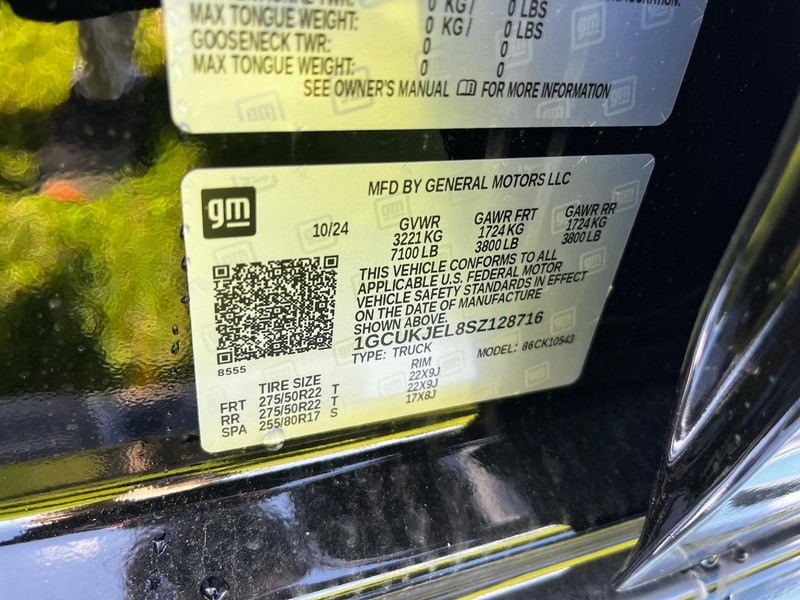 MAX TONGUE WEIGHT: 0 KG/ 0 LBS
GOOSENECK TWR: 0 0
MAX TONGUE WEIGHT: 0 0
SEE OWNER'S MANUAL FOR MORE INFORMATION
gm
MFD BY GENERAL MOTORS LLC
10/24 GVWR GAWR FRT GAWR RR
3221 KG 1724 KG 1724 KG
7100 LB 3800 LB 3800 LB
THIS VEHICLE CONFORMS TO ALL
APPLICABLE U.S. FEDERAL MOTOR
VEHICLE SAFETY STANDARDS IN EFFECT
ON THE DATE OF MANUFACTURE
SHOWN ABOVE.
1GCUKJEL8SZ128716
TYPE: TRUCK MODEL: 86CK10543
8555
TIRE SIZE RIM
FRT 275/50R22 T 22X9J
RR 275/50R22 T 22X9J
SPA 255/80R17 S 17X8J